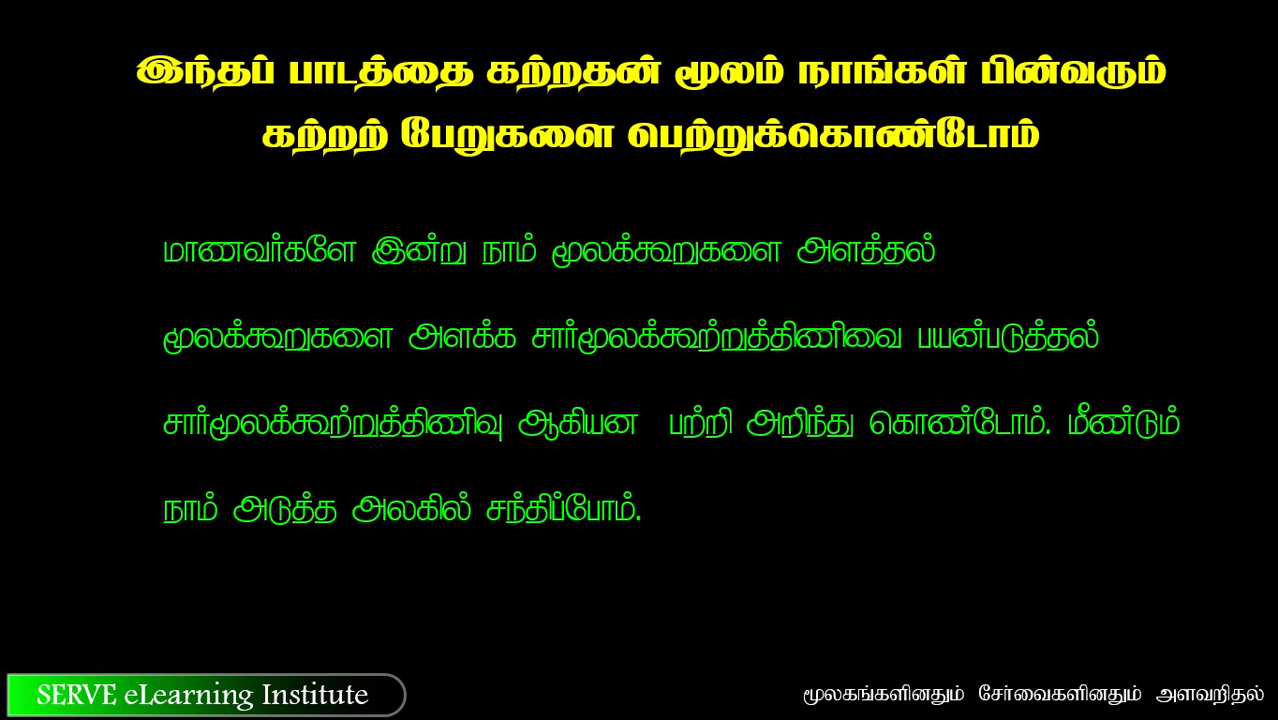 இந்தப் பாடத்தை கற்றதன் மூலம் நாங்கள் பின்வரும்
கற்றற் பேறுகளை பெற்றுக்கொண்டோம்
மாணவர்களே இன்று நாம் மூலக்கூறுகளை அளத்தல்
மூலக்கூறுகளை அளக்க சார்மூலக்கூற்றுத்திணிவை பயன்படுத்தல்
சார்மூலக்கூற்றுத்திணிவு ஆகியன பற்றி அறிந்து கொண்டோம். மீண்டும்
நாம் அடுத்த அலகில் சந்திப்போம்.
SERVE eLearning Institute
மூலகங்களினதும் சேர்வைகளினதும் அளவறிதல்